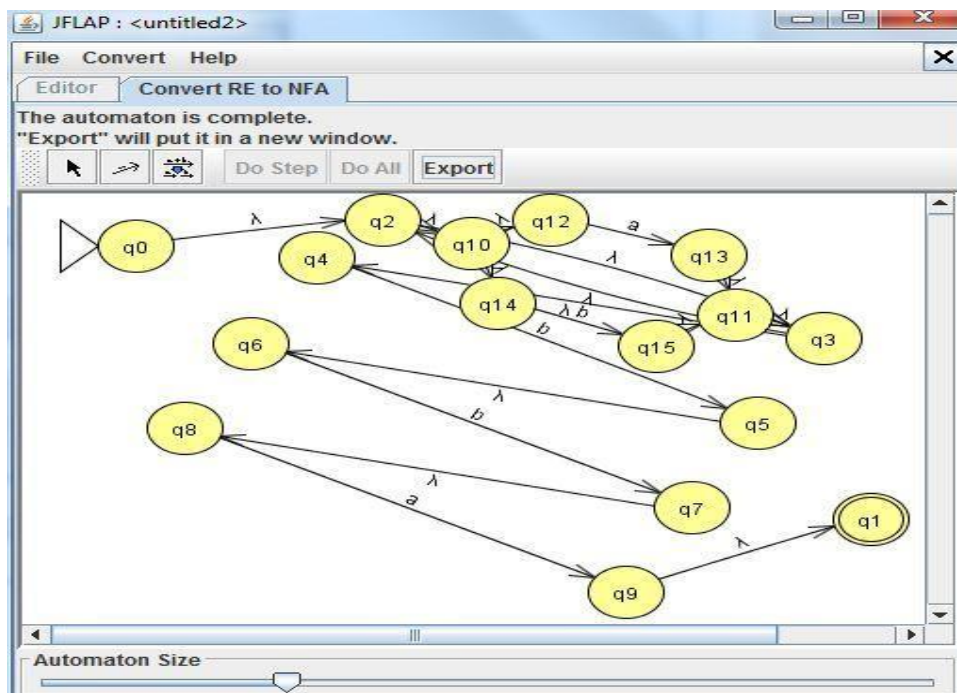 JFLAP : <untitled2>
File Convert Help
Editor Convert RE to NFA
The automaton is complete.
"Export" will put it in a new window.
Do Step Do All Export
q0 λ q2 λ q10 λ q12 a q13
q4 λ λ
q14 λ λ b λ q11 λ q3
b q15 λ
q6 λ q5
b
q8 λ q7
a λ q1
q9
Automaton Size